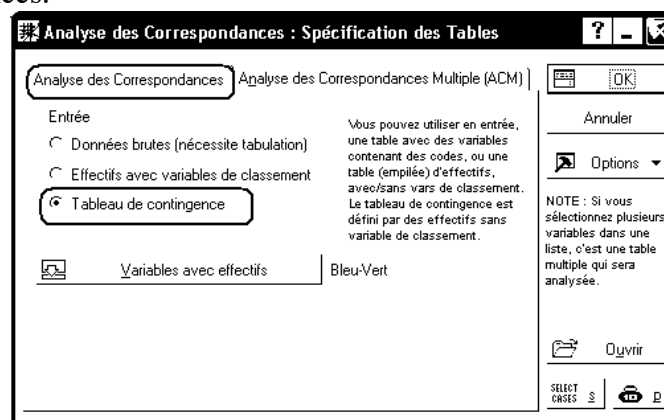 Analyse des Correspondances : Spécification des Tables
Analyse des Correspondances
Analyse des Correspondances Multiple (ACM)
Entrée
Données brutes (nécessite tabulation)
Effectifs avec variables de classement
Tableau de contingence
Vous pouvez utiliser en entrée,
une table avec des variables
contenant des codes, ou une
table (empilée) d'effectifs,
avec/sans vars de classement.
Le tableau de contingence est
défini par des effectifs sans
variable de classement.
Variables avec effectifs
Bleu-Vert
OK
Annuler
Options
NOTE : Si vous
sélectionnez plusieurs
variables dans une
liste, c'est une table
multiple qui sera
analysée.
Ouvrir
SELECT
CASES S